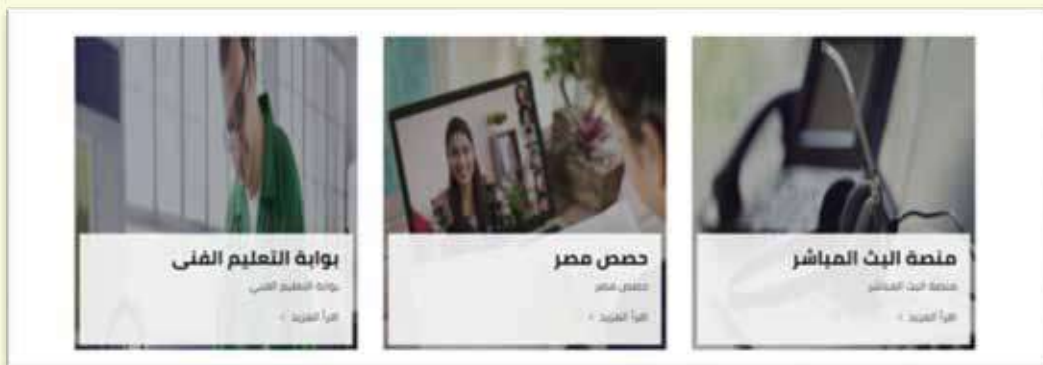 منصة البث المباشر
منصة البث المباشر
اقرأ المزيد >
حصص مصر
حصص مصر
اقرأ المزيد >
بوابة التعليم الفنى
بوابة التعليم الفني
اقرأ المزيد >